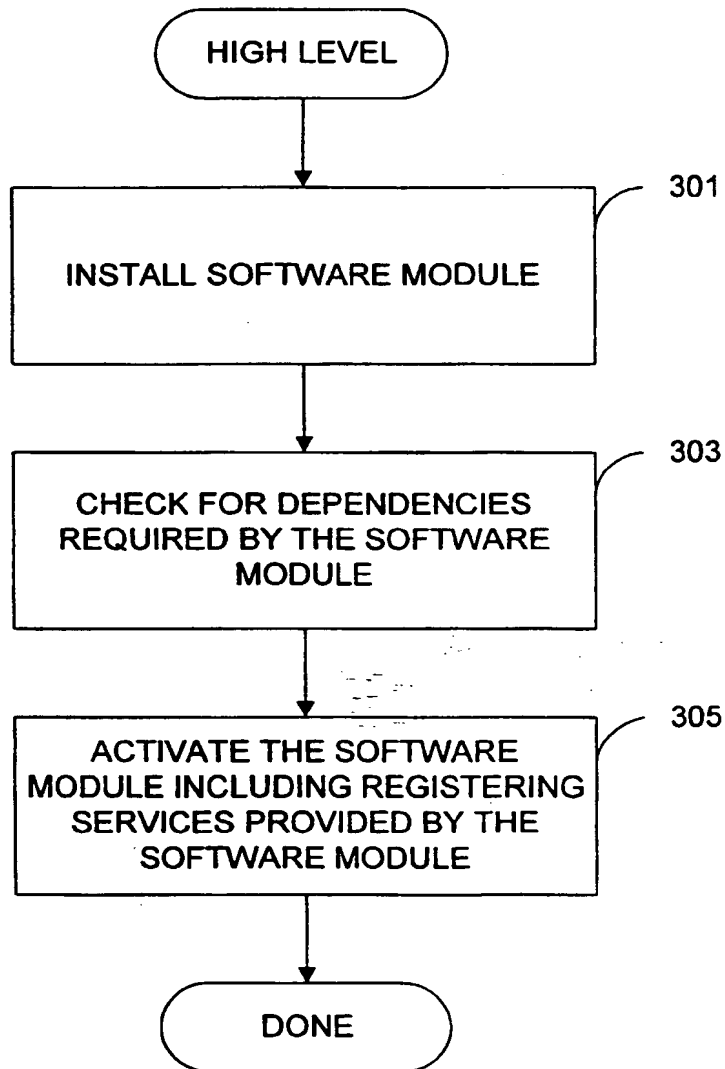 HIGH LEVEL
301
INSTALL SOFTWARE MODULE
303
CHECK FOR DEPENDENCIES
REQUIRED BY THE SOFTWARE
MODULE
305
ACTIVATE THE SOFTWARE
MODULE INCLUDING REGISTERING
SERVICES PROVIDED BY THE
SOFTWARE MODULE
DONE